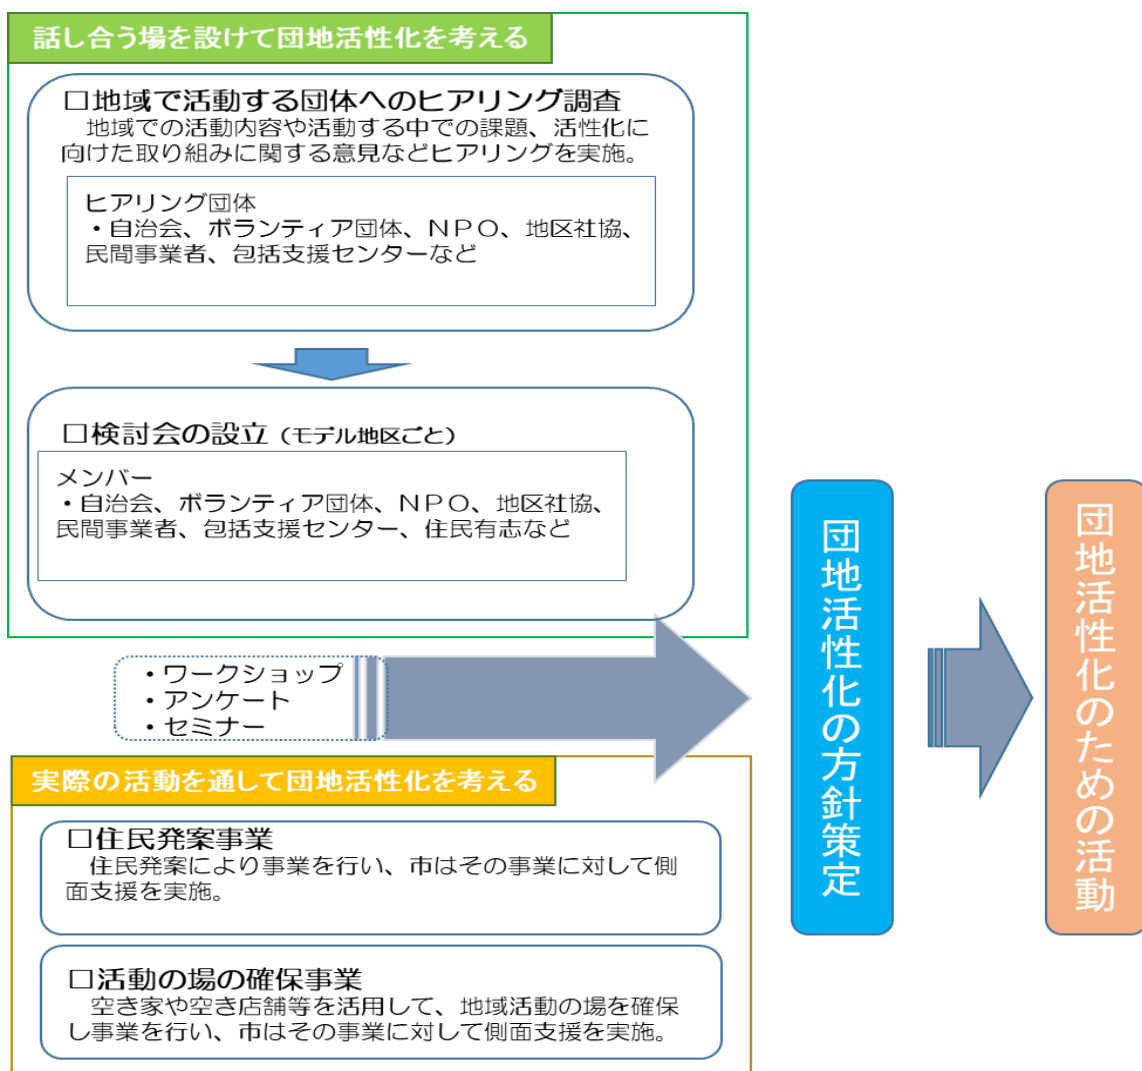 話し合う場を設けて団地活性化を考える
□地域で活動する団体へのヒアリング調査
地域での活動内容や活動する中での課題、活性化に
向けた取り組みに関する意見などヒアリングを実施。
ヒアリング団体
・自治会、ボランティア団体、ＮＰＯ、地区社協、
民間事業者、包括支援センターなど
□検討会の設立（モデル地区ごと）
メンバー
・自治会、ボランティア団体、ＮＰＯ、地区社協、
民間事業者、包括支援センター、住民有志など
・ワークショップ
・アンケート
・セミナー
実際の活動を通して団地活性化を考える
□住民発案事業
住民発案により事業を行い、市はその事業に対して側
面支援を実施。
□活動の場の確保事業
空き家や空き店舗等を活用して、地域活動の場を確保
し事業を行い、市はその事業に対して側面支援を実施。
団地活性化の方針策定
団地活性化のための活動